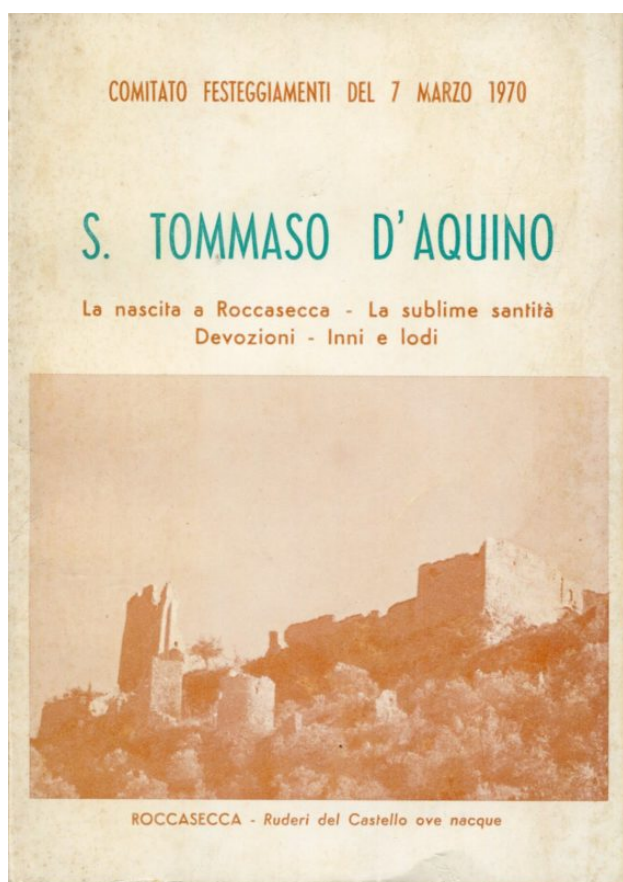 COMITATO FESTEGGIAMENTI DEL 7 MARZO 1970
S. TOMMASO D'AQUINO
La nascita a Roccasecca - La sublime santità
Devozioni - Inni e lodi
ROCCASECCA - Ruderi del Castello ove nacque